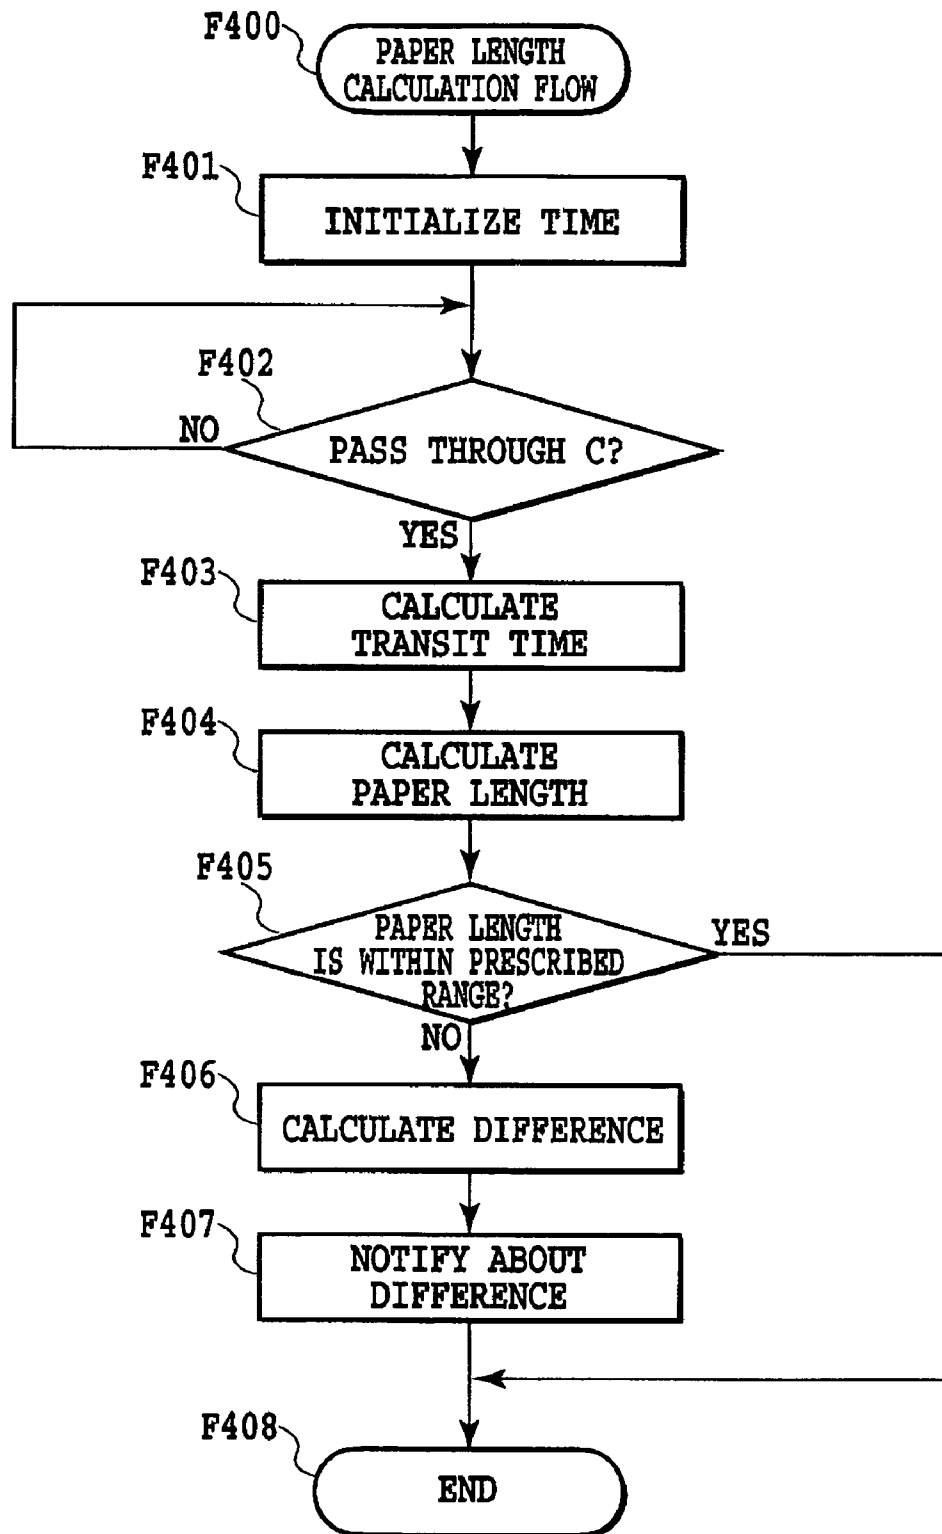 F400
PAPER LENGTH
CALCULATION FLOW
F401
INITIALIZE TIME
F402
NO
PASS THROUGH C?
YES
F403
CALCULATE
TRANSIT TIME
F404
CALCULATE
PAPER LENGTH
F405
PAPER LENGTH
IS WITHIN PRESCRIBED
RANGE?
YES
NO
F406
CALCULATE DIFFERENCE
F407
NOTIFY ABOUT
DIFFERENCE
F408
END